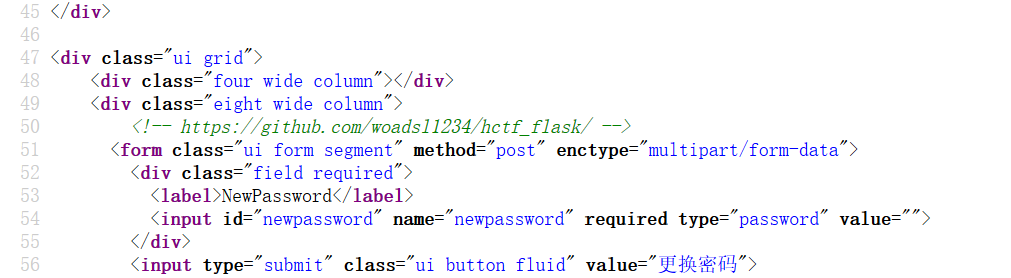 45 </div>
46
47 <div class="ui grid">
48 <div class="four wide column"></div>
49 <div class="eight wide column">
50 <!-- https://github.com/woadsl1234/hctf_flask/ -->
51 <form class="ui form segment" method="post" enctype="multipart/form-data">
52 <div class="field required">
53 <label>NewPassword</label>
54 <input id="newpassword" name="newpassword" required type="password" value="">
55 </div>
56 <input type="submit" class="ui button fluid" value="更换密码">